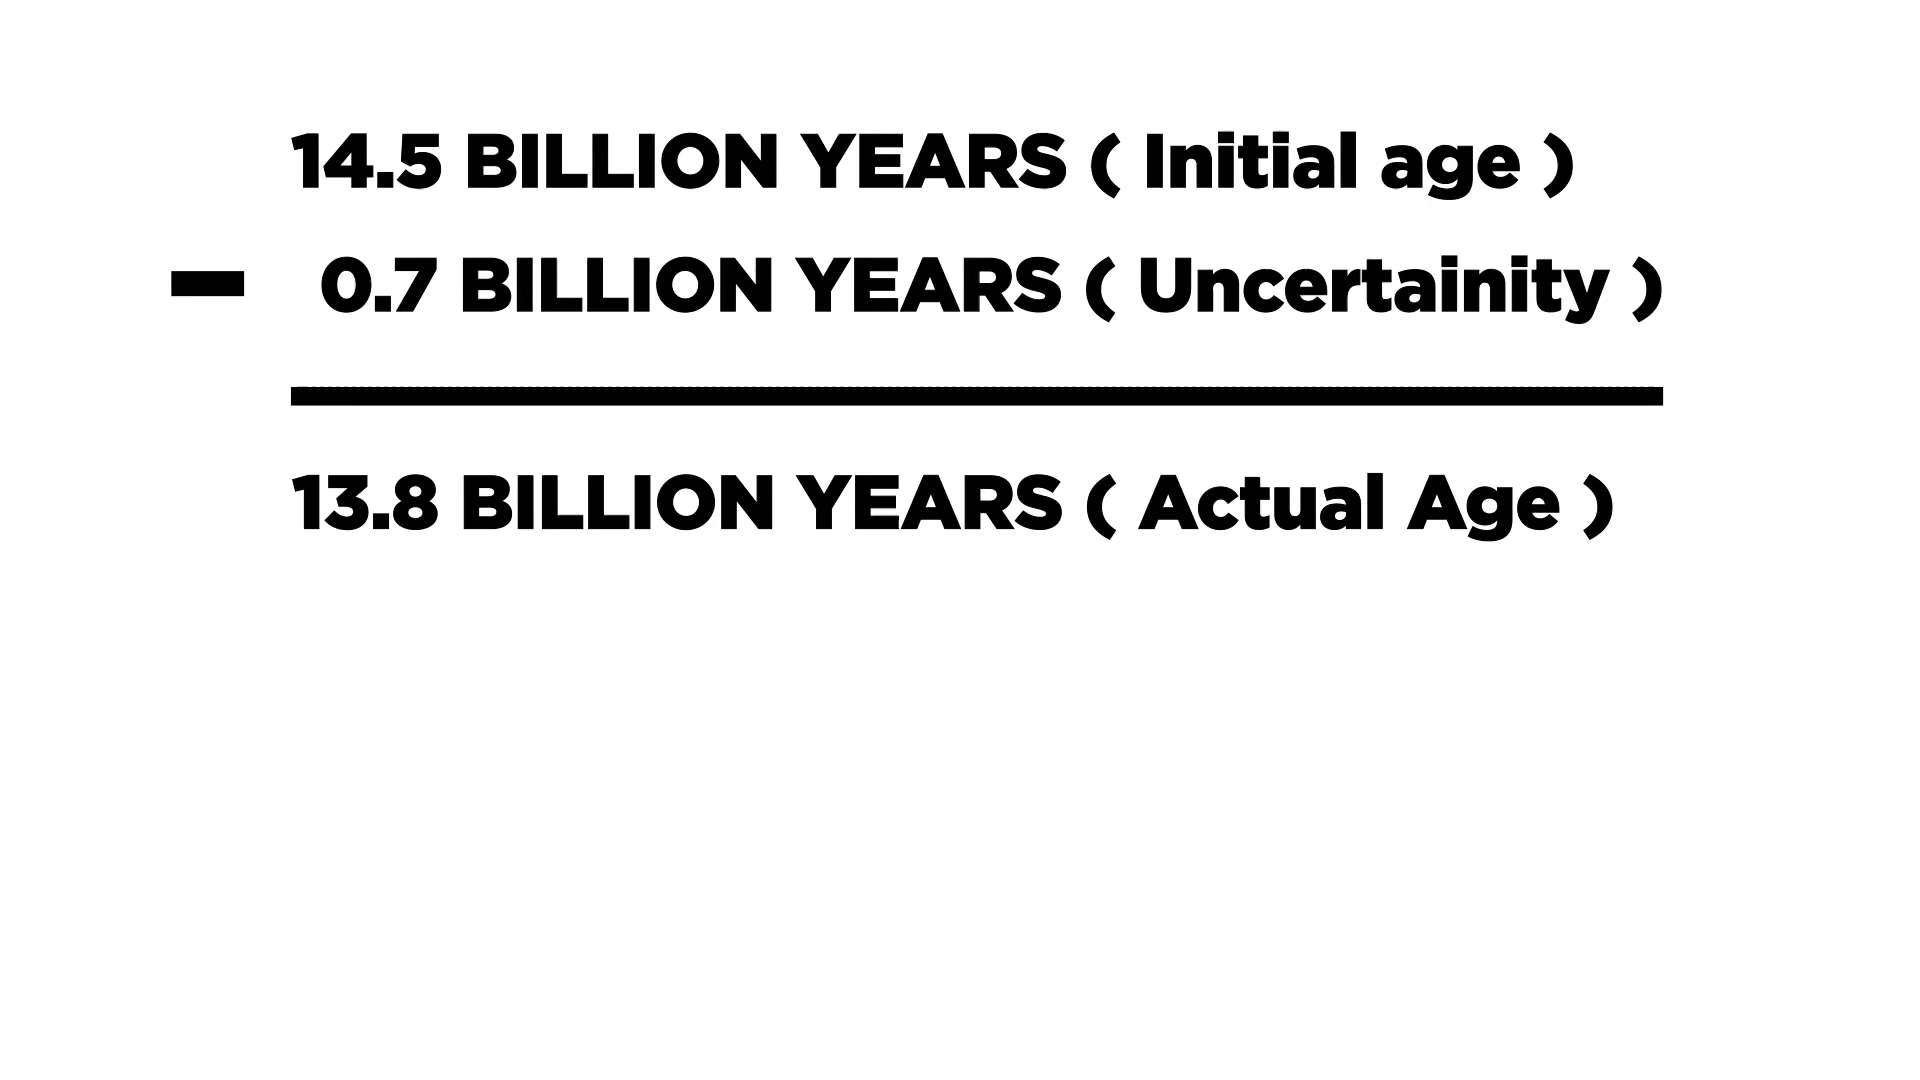 14.5 BILLION YEARS ( Initial age )
- 0.7 BILLION YEARS ( Uncertainity )
13.8 BILLION YEARS ( Actual Age )